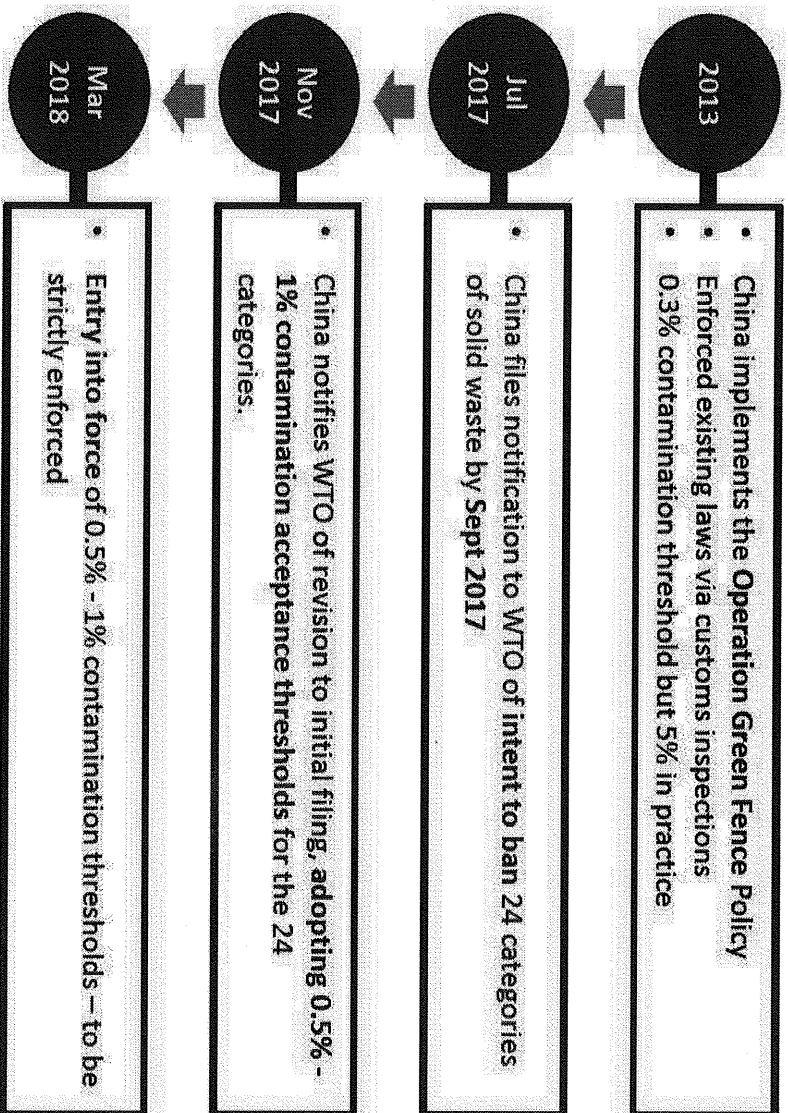 2013
• China implements the Operation Green Fence Policy
• Enforced existing laws via customs inspections
• 0.3% contamination threshold but 5% in practice
Jul
2017
• China files notification to WTO of intent to ban 24 categories
of solid waste by Sept 2017
Nov
2017
• China notifies WTO of revision to initial filing, adopting 0.5% -
1% contamination acceptance thresholds for the 24
categories.
Mar
2018
• Entry into force of 0.5% - 1% contamination thresholds – to be
strictly enforced